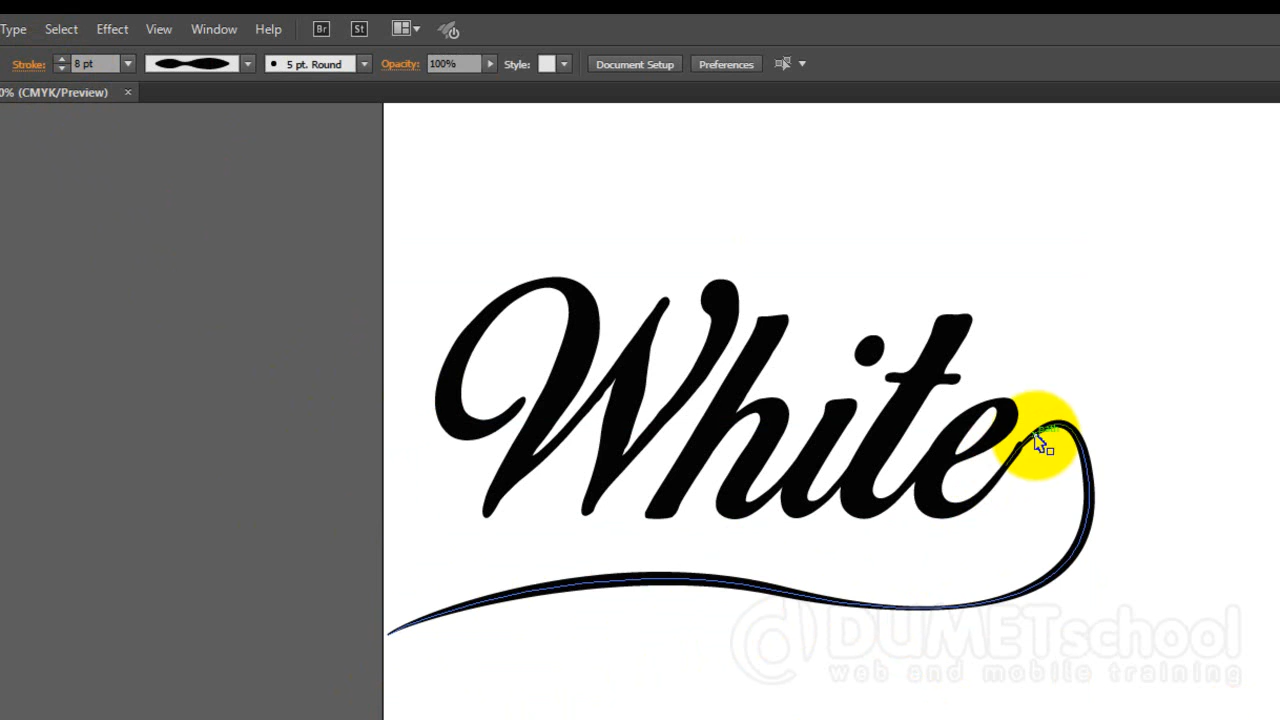 Type Select Effect View Window Help Br St
Stroke: 8 pt 5 pt. Round Opacity: 100% Style: Document Setup Preferences
0% (CMYK/Preview) ×
White
DUMETschool
web and mobile training